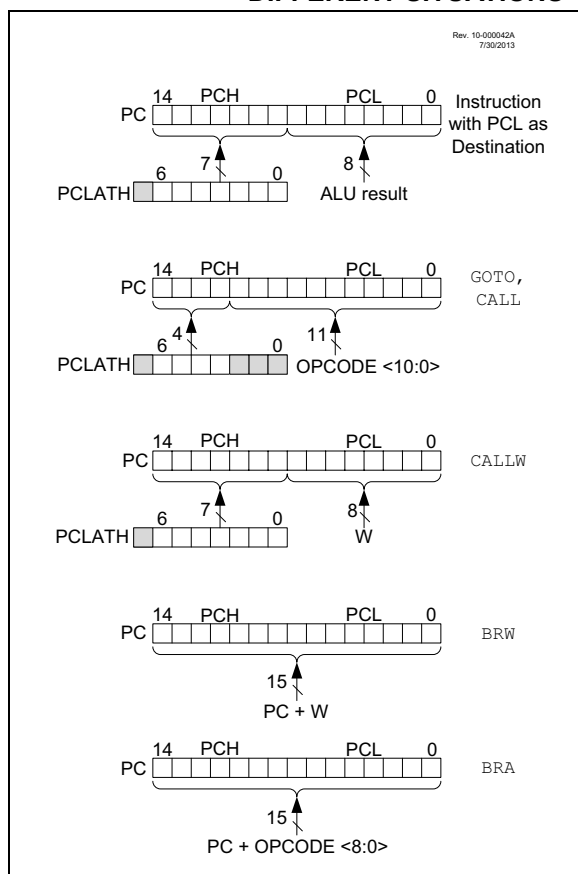 Rev. 10-000042A
7/30/2013
14 PCH PCL 0
PC
Instruction
with PCL as
Destination
6 7 0 8
PCLATH ALU result
14 PCH PCL 0
PC
GOTO,
CALL
6 4 0 11
PCLATH OPCODE <10:0>
14 PCH PCL 0
PC CALLW
6 7 0 8
PCLATH W
14 PCH PCL 0
PC BRW
15
PC + W
14 PCH PCL 0
PC BRA
15
PC + OPCODE <8:0>